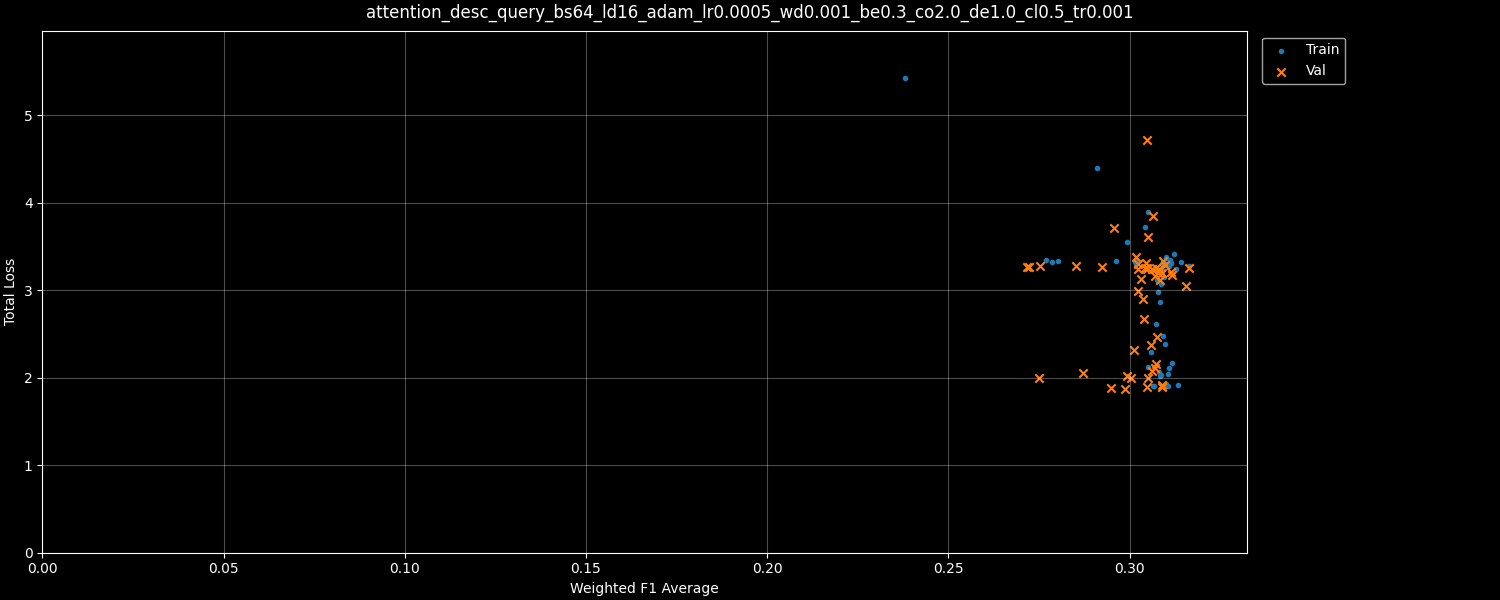 attention_desc_query_bs64_ld16_adam_lr0.0005_wd0.001_be0.3_co2.0_de1.0_cl0.5_tr0.001
Train
Val
Total Loss
5
4
3
2
1
0
0.00 0.05 0.10 0.15 0.20 0.25 0.30
Weighted F1 Average